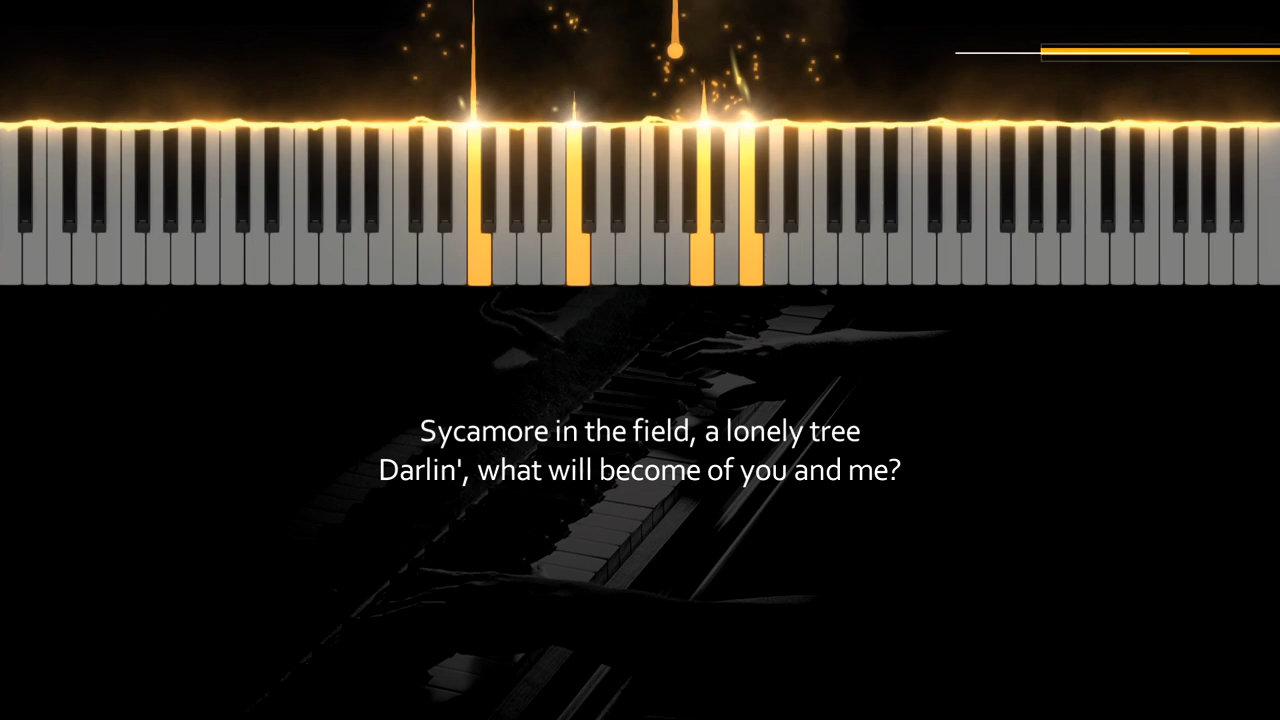 Sycamore in the field, a lonely tree
Darlin', what will become of you and me?